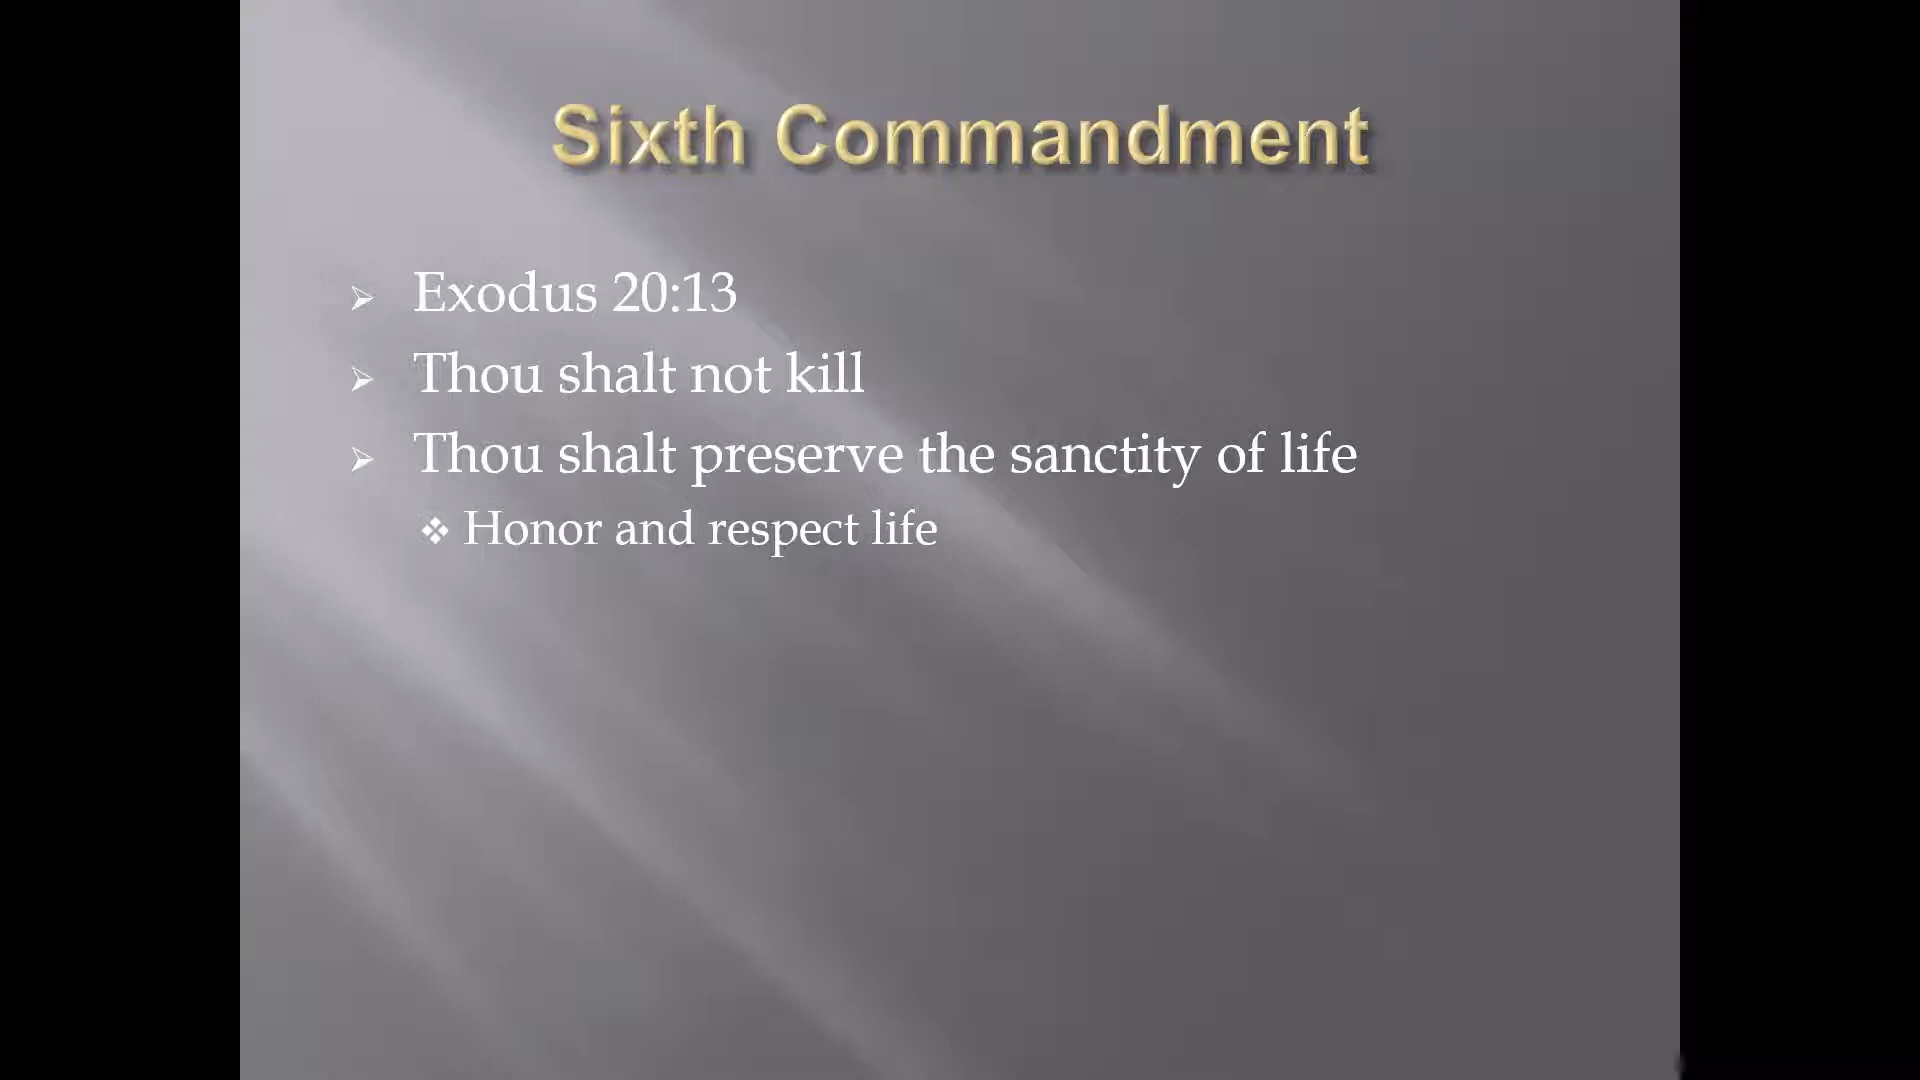 Sixth Commandment
Exodus 20:13
Thou shalt not kill
Thou shalt preserve the sanctity of life
Honor and respect life